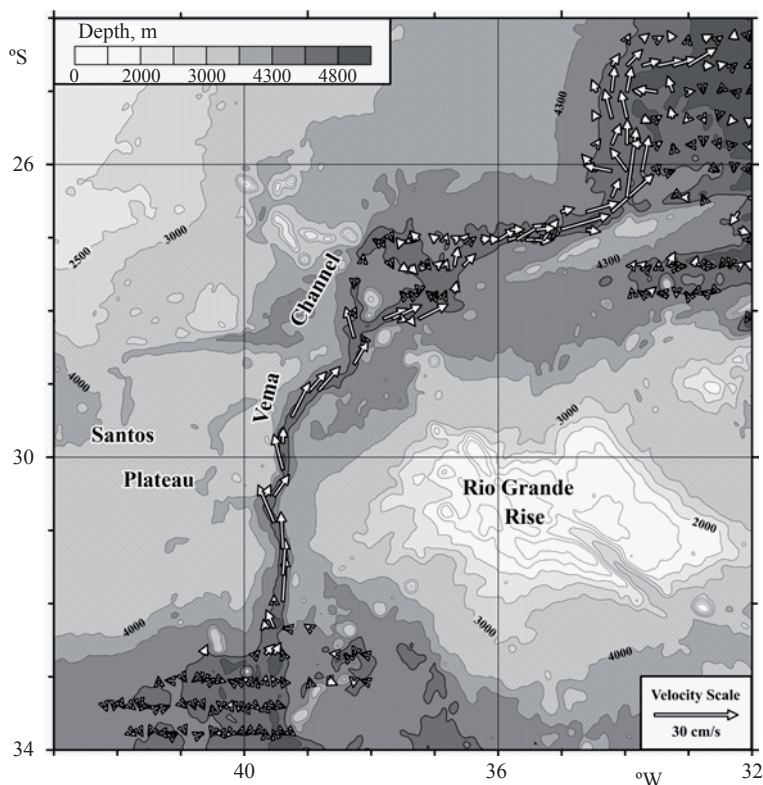 Depth, m
0 2000 3000 4300 4800
ºS
26
30
34
40
36
32
ºW
4300
3000
2500
Channel
4300
4000
Vema
3000
Santos
Plateau
Rio Grande
Rise
2000
4000
3000
4000
Velocity Scale
30 cm/s